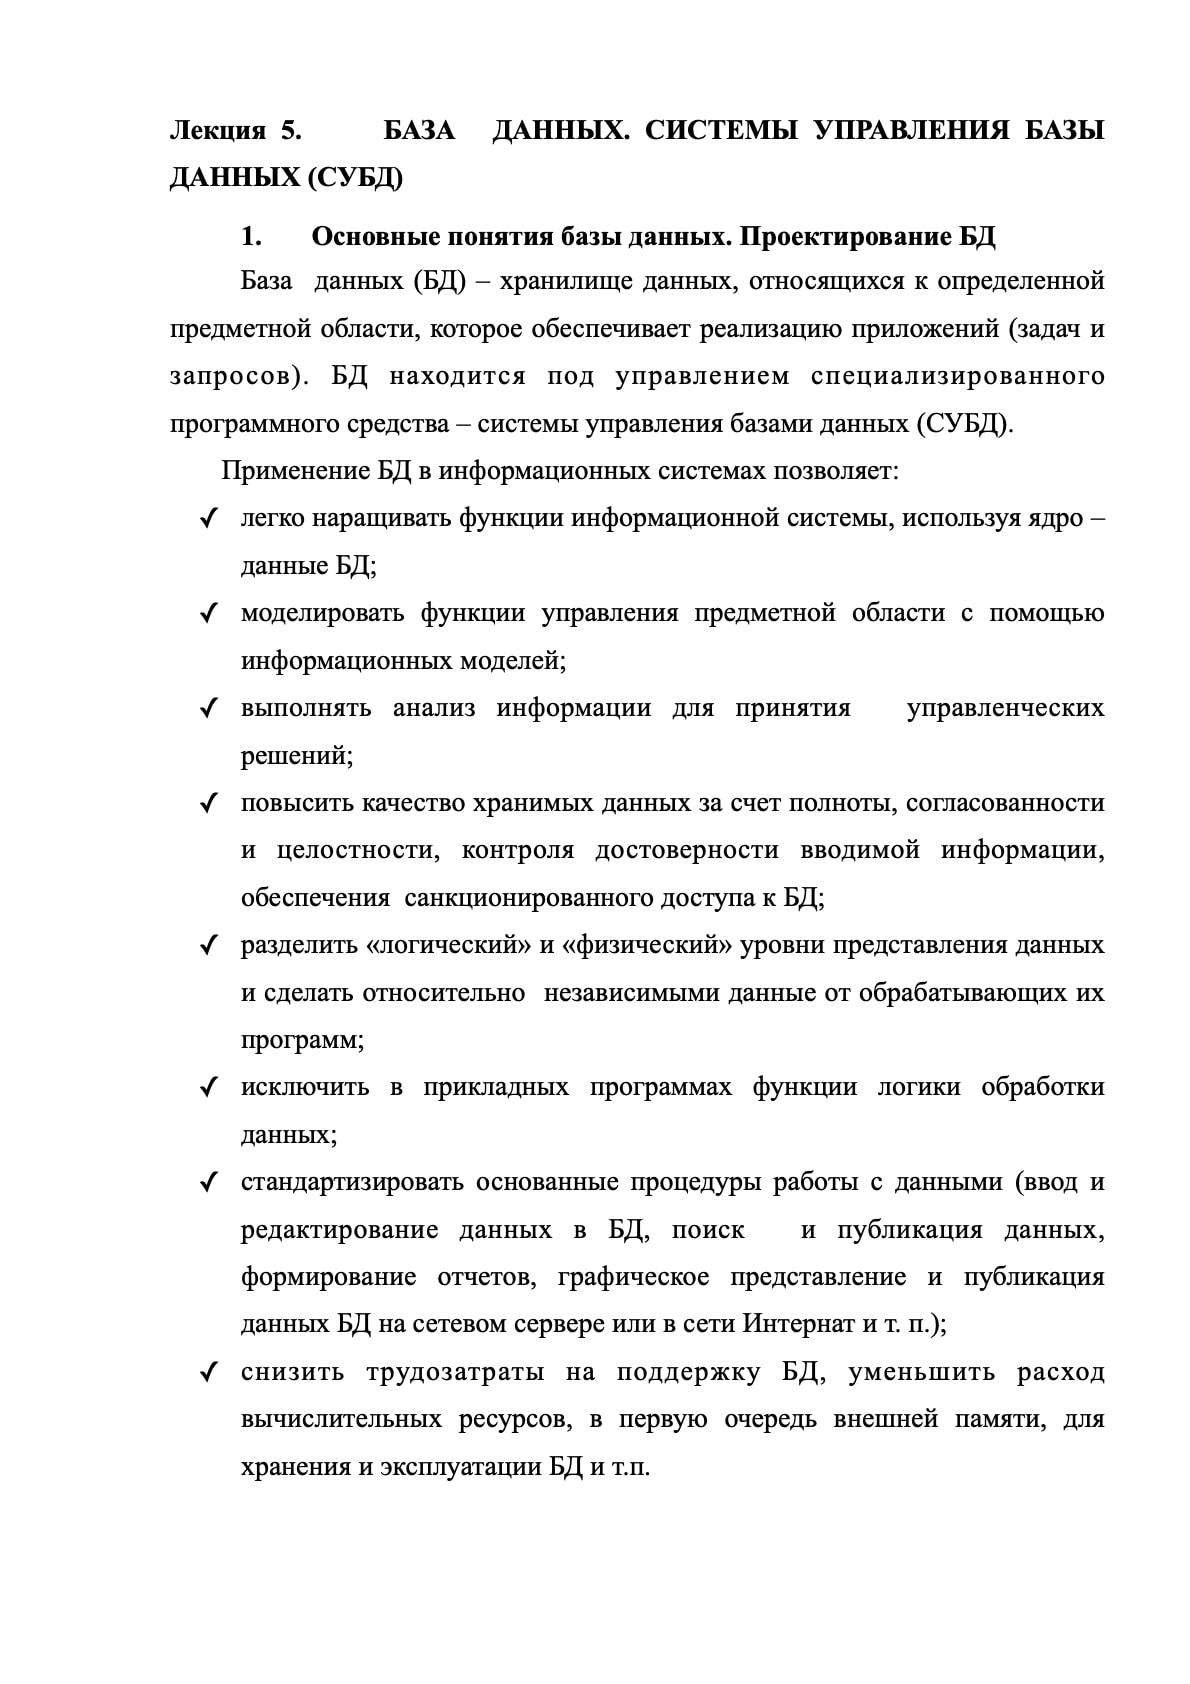 Лекция 5. БАЗА ДАННЫХ. СИСТЕМЫ УПРАВЛЕНИЯ БАЗЫ
ДАННЫХ (СУБД)
1. Основные понятия базы данных. Проектирование БД
База данных (БД) – хранилище данных, относящихся к определенной
предметной области, которое обеспечивает реализацию приложений (задач и
запросов). БД находится под управлением специализированного
программного средства – системы управления базами данных (СУБД).
Применение БД в информационных системах позволяет:
✓ легко наращивать функции информационной системы, используя ядро –
данные БД;
✓ моделировать функции управления предметной области с помощью
информационных моделей;
✓ выполнять анализ информации для принятия управленческих
решений;
✓ повысить качество хранимых данных за счет полноты, согласованности
и целостности, контроля достоверности вводимой информации,
обеспечения санкционированного доступа к БД;
✓ разделить «логический» и «физический» уровни представления данных
и сделать относительно независимыми данные от обрабатывающих их
программ;
✓ исключить в прикладных программах функции логики обработки
данных;
✓ стандартизировать основанные процедуры работы с данными (ввод и
редактирование данных в БД, поиск и публикация данных,
формирование отчетов, графическое представление и публикация
данных БД на сетевом сервере или в сети Интернат и т. п.);
✓ снизить трудозатраты на поддержку БД, уменьшить расход
вычислительных ресурсов, в первую очередь внешней памяти, для
хранения и эксплуатации БД и т.п.